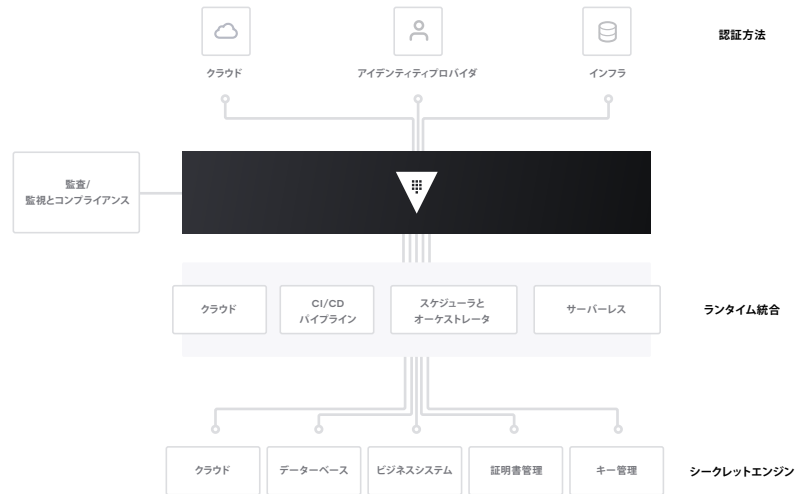 認証方法
クラウド
アイデンティティプロバイダ
インフラ
監査/
監視とコンプライアンス
クラウド
CI/CD
パイプライン
スケジューラと
オーケストレータ
サーバーレス
ランタイム統合
クラウド
データーベース
ビジネスシステム
証明書管理
キー管理
シークレットエンジン